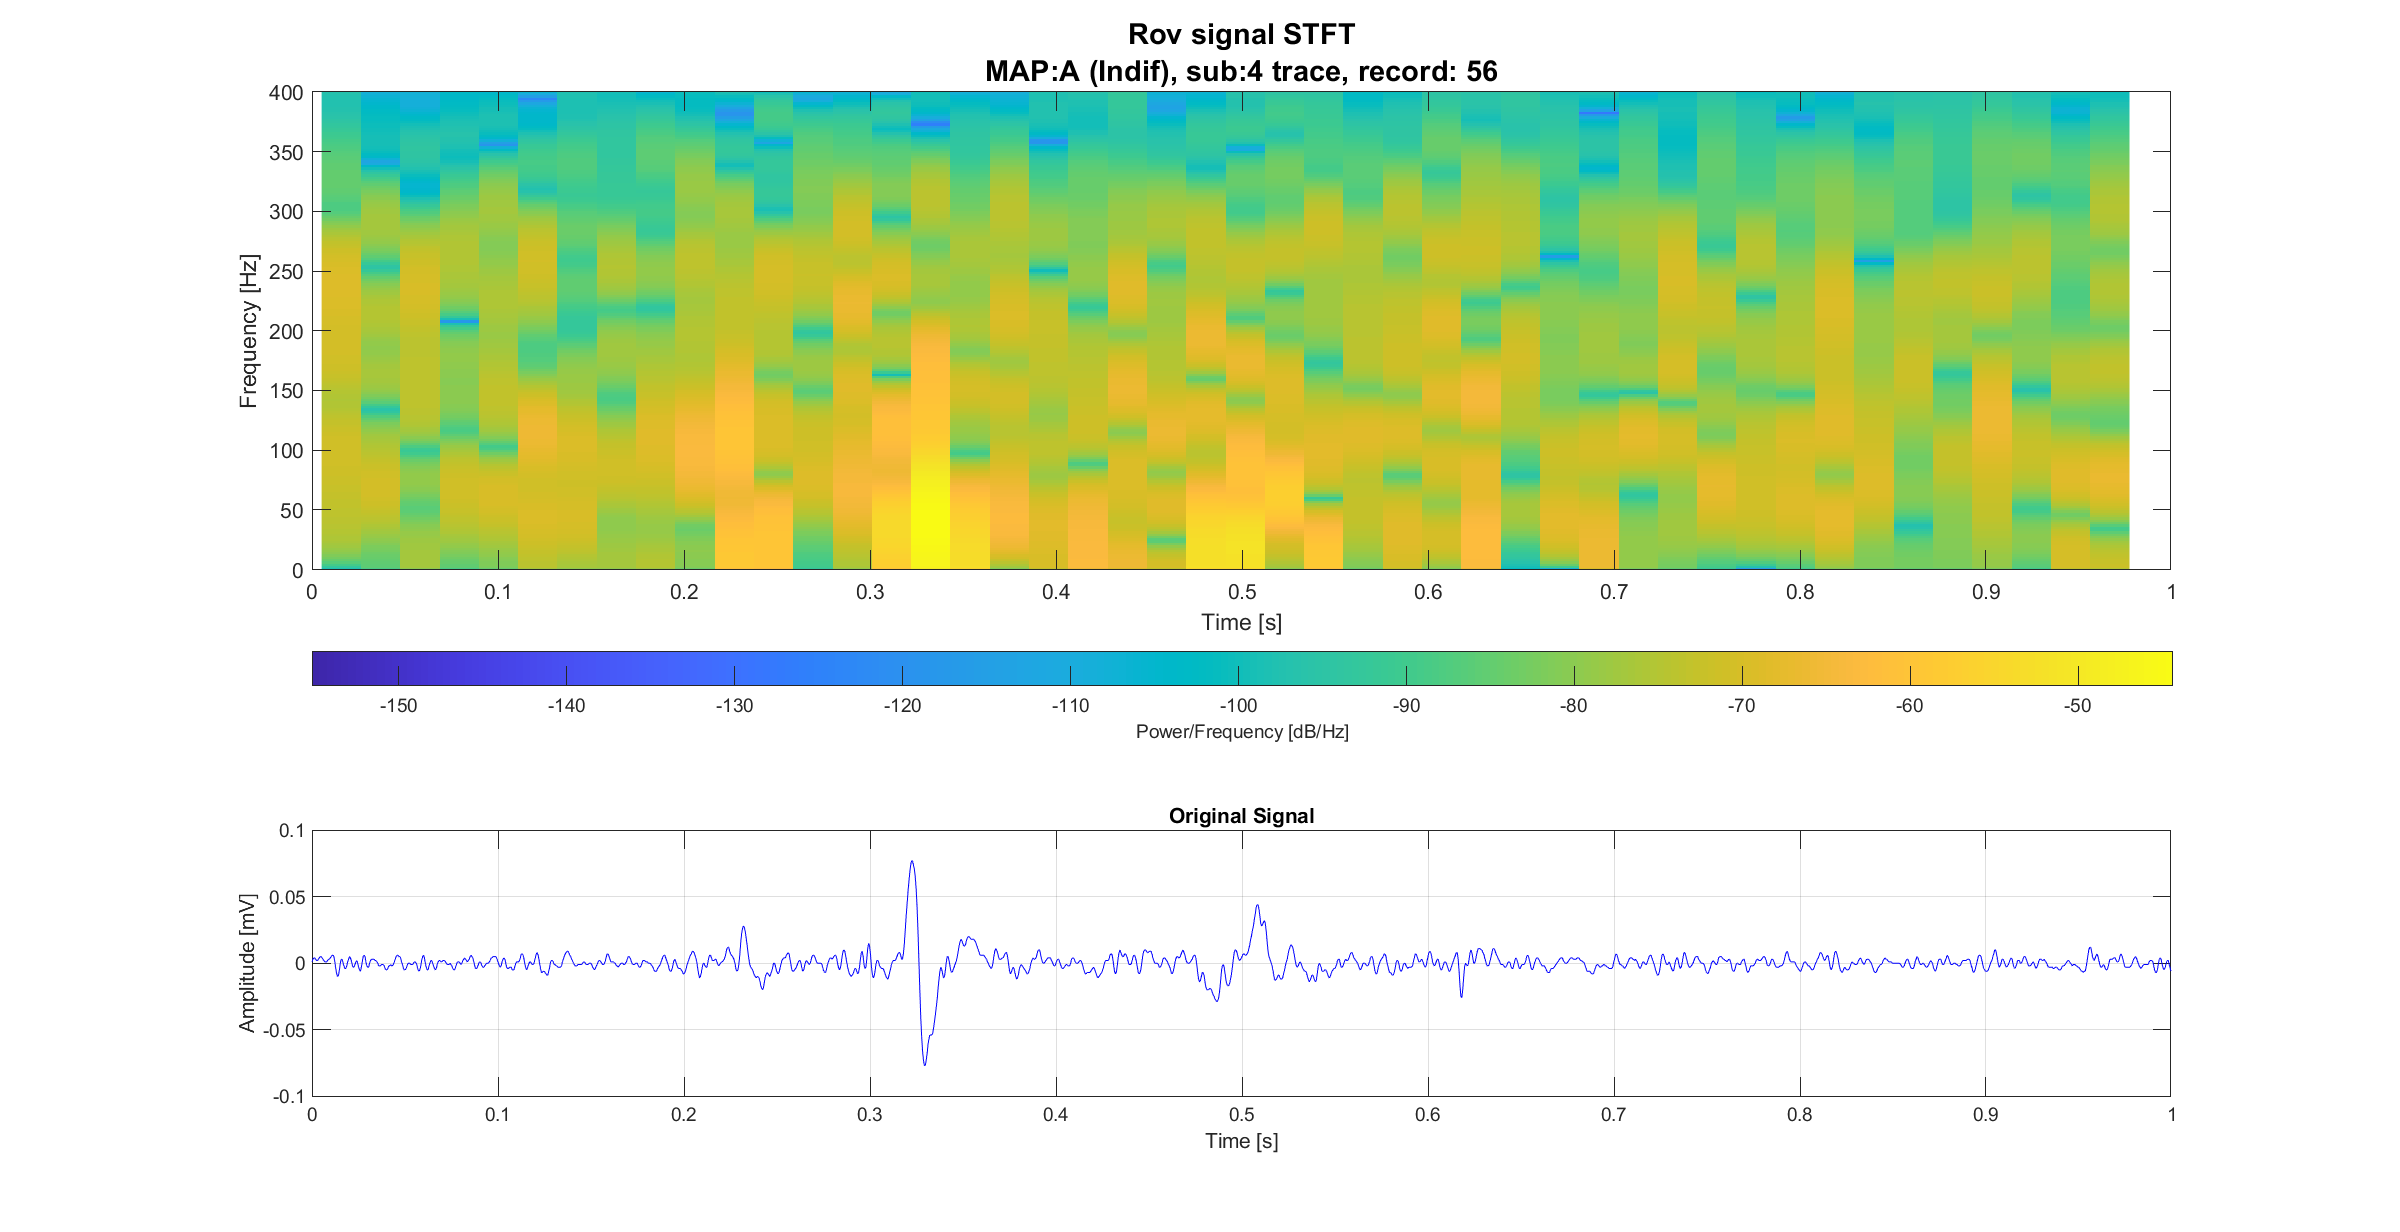 Rov signal STFT
MAP:A (Indif), sub:4 trace, record: 56
400
350
300
250
200
150
100
50
0
Frequency [Hz]
0 0.1 0.2 0.3 0.4 0.5 0.6 0.7 0.8 0.9 1
Time [s]
-150 -140 -130 -120 -110 -100 -90 -80 -70 -60 -50
Power/Frequency [dB/Hz]
Original Signal
0.1
0.05
0
-0.05
-0.1
Amplitude [mV]
0 0.1 0.2 0.3 0.4 0.5 0.6 0.7 0.8 0.9 1
Time [s]